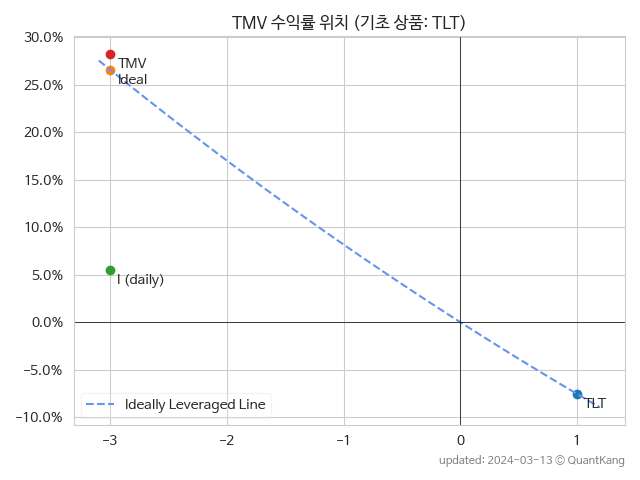 TMV 수익률 위치 (기초 상품: TLT)
30.0%
25.0%
20.0%
15.0%
10.0%
5.0%
0.0%
−5.0%
−10.0%
TMV
Ideal
I (daily)
TLT
Ideally Leveraged Line
−3
−2
−1
0
1
updated: 2024-03-13 © QuantKang